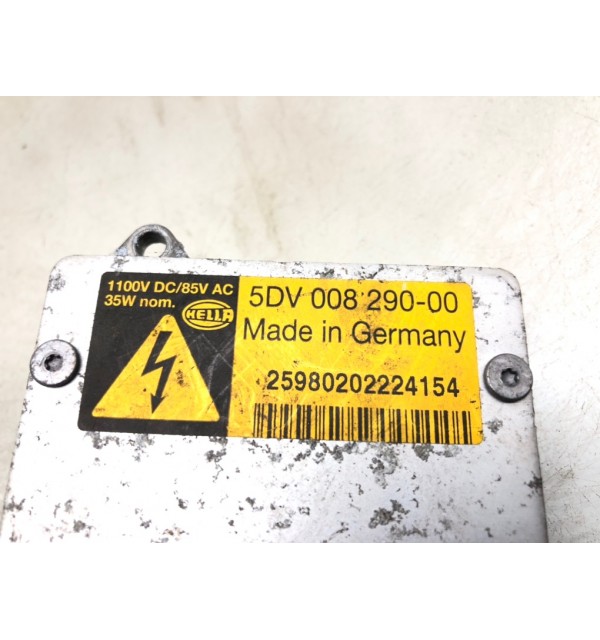 1100V DC/85V AC
35W nom.
HELLA
5DV 008 290-00
Made in Germany
25980202224154